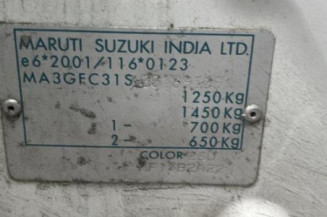 MARUTI SUZUKI INDIA LTD.
e6*2001/116*0123
MA3GEC31S
1250Kg
1450Kg
1- 700Kg
2- 650Kg
COLOR